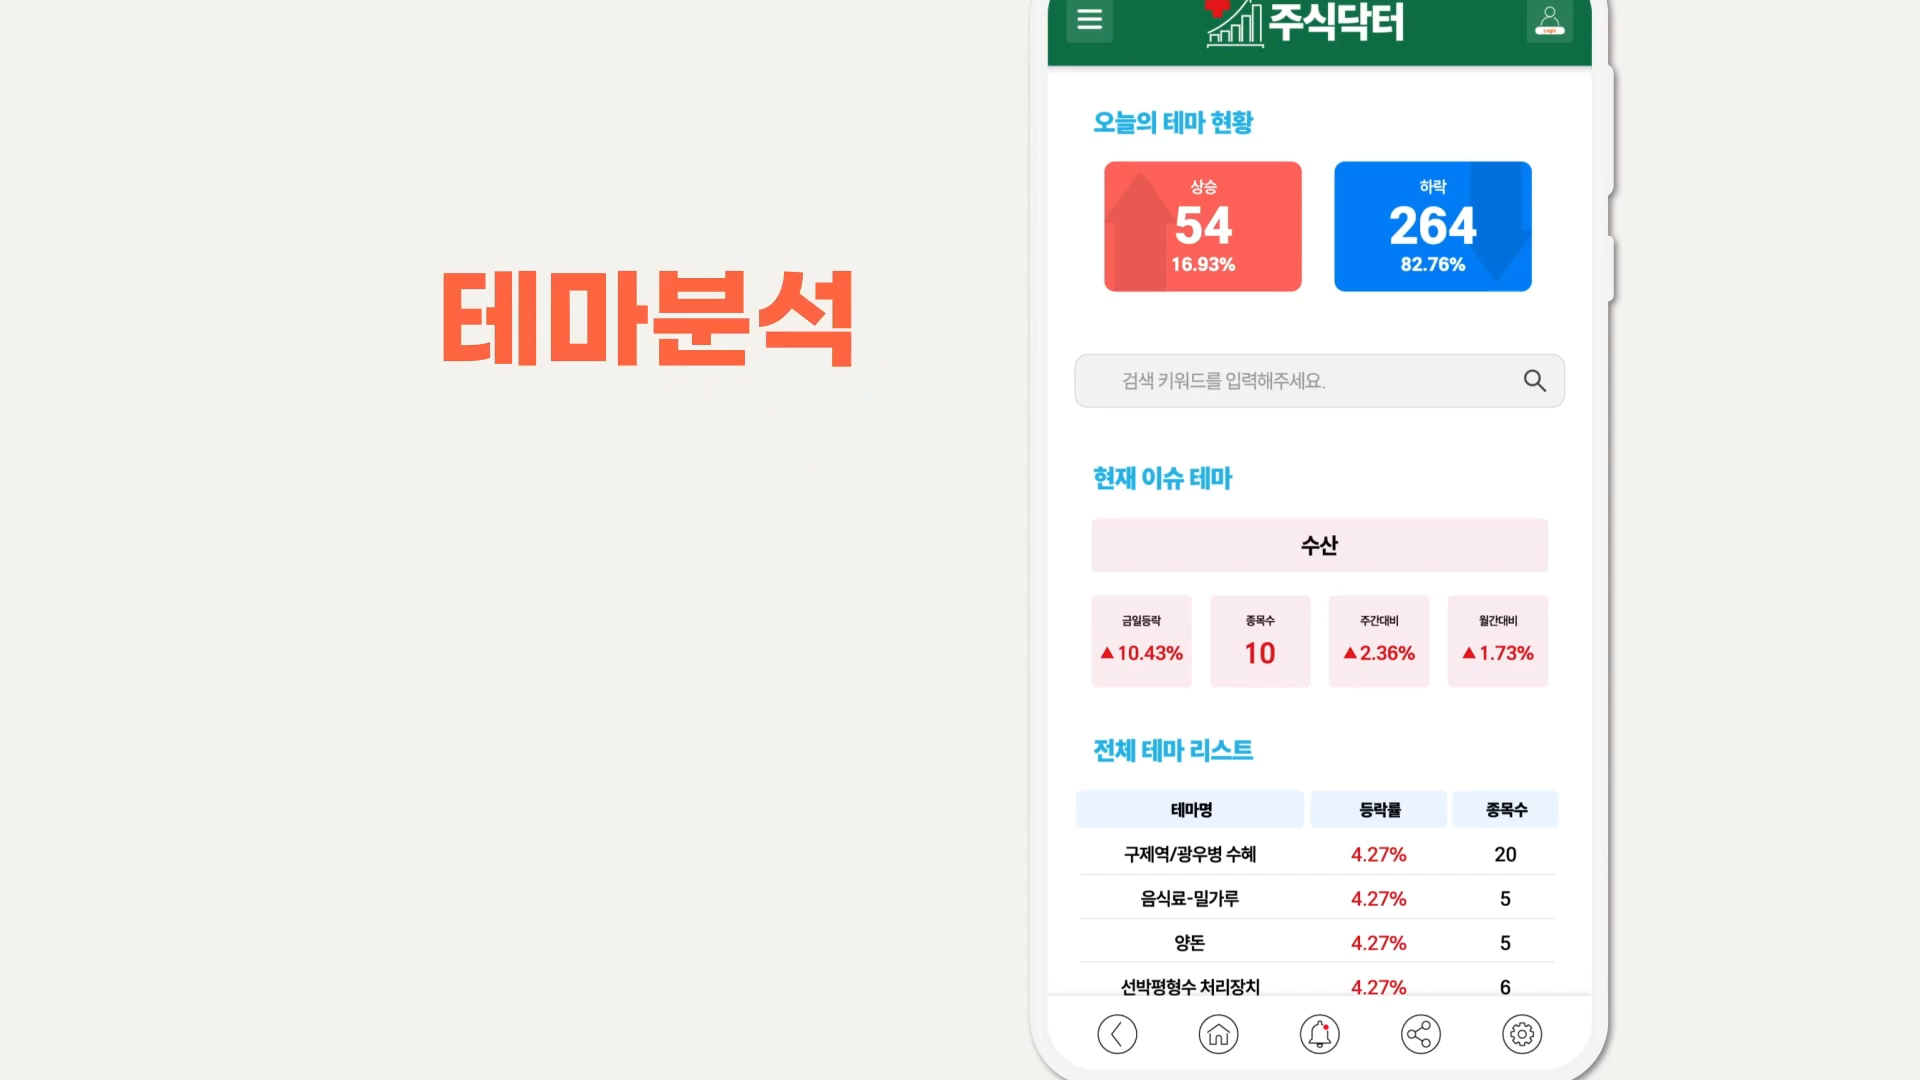 테마분석
주식닥터
Login
오늘의 테마 현황
상승
54
16.93%
하락
264
82.76%
검색 키워드를 입력해주세요.
현재 이슈 테마
수산
금일등락
▲10.43%
종목수
10
주간대비
▲2.36%
월간대비
▲1.73%
전체 테마 리스트
테마명 등락률 종목수
구제역/광우병 수혜 4.27% 20
음식료-밀가루 4.27% 5
양돈 4.27% 5
선박평형수 처리장치 4.27% 6